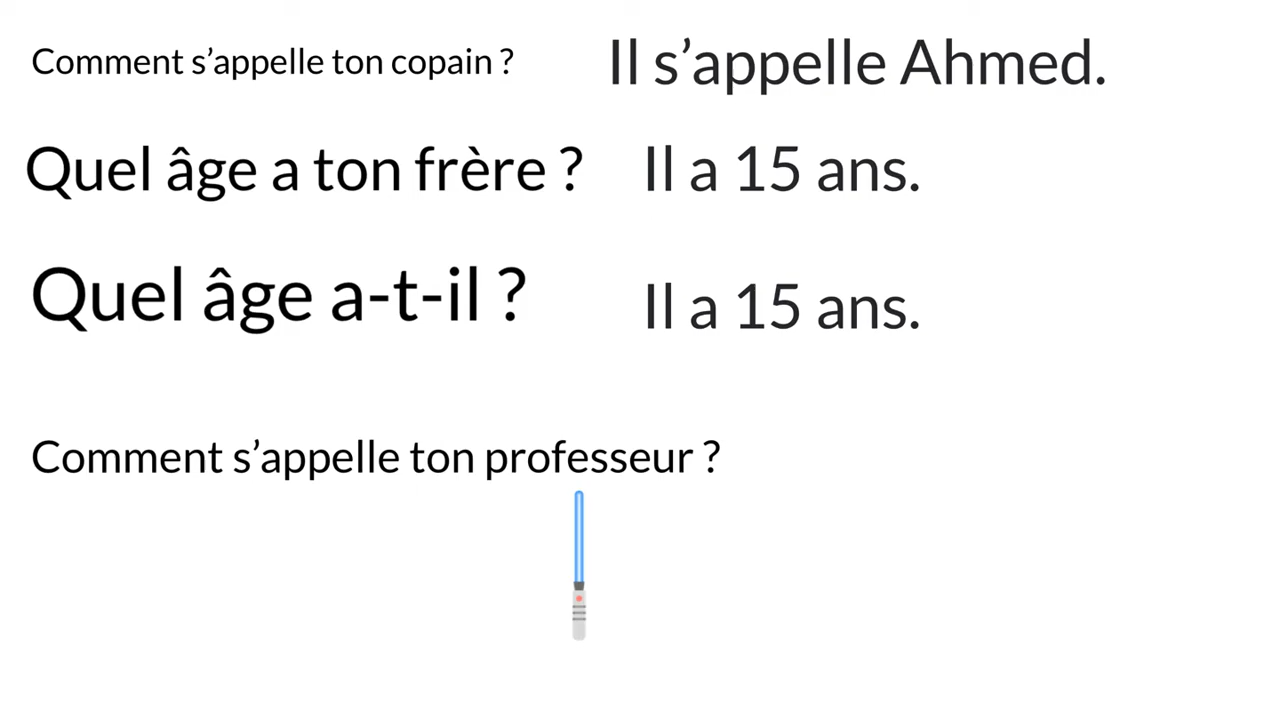 Comment s’appelle ton copain ? Il s’appelle Ahmed.
Quel âge a ton frère ? Il a 15 ans.
Quel âge a-t-il ? Il a 15 ans.
Comment s’appelle ton professeur ?